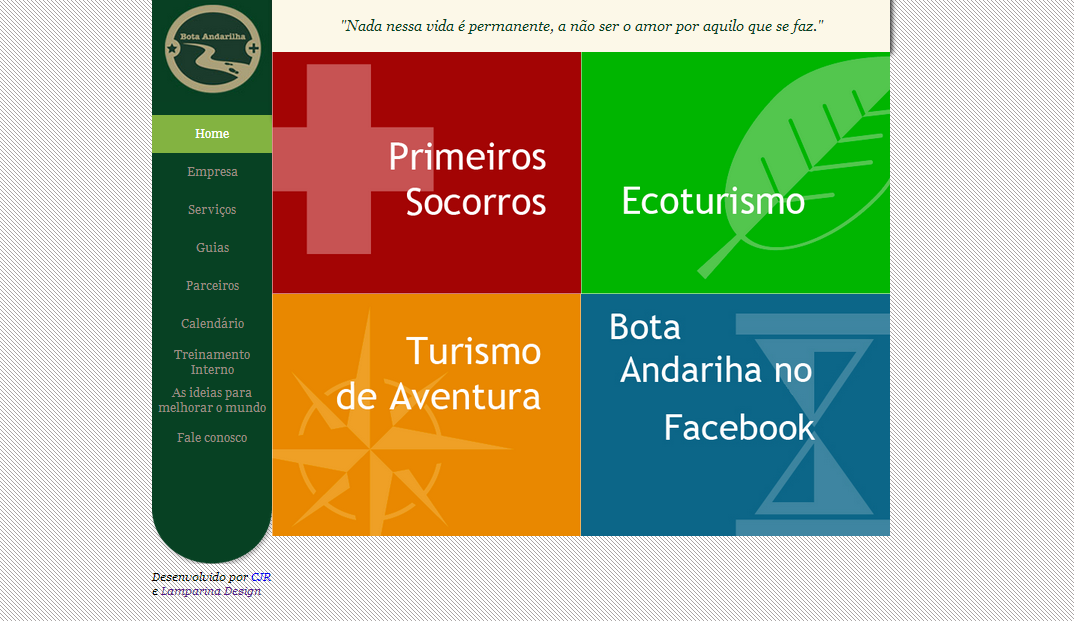 Bota Andarilha
"Nada nessa vida é permanente, a não ser o amor por aquilo que se faz."
Home
Empresa
Serviços
Guias
Parceiros
Calendário
Treinamento
Interno
As ideias para
melhorar o mundo
Fale conosco
Primeiros
Socorros
Ecoturismo
Turismo
de Aventura
Bota
Andariha no
Facebook
Desenvolvido por CJR
e Lamparina Design